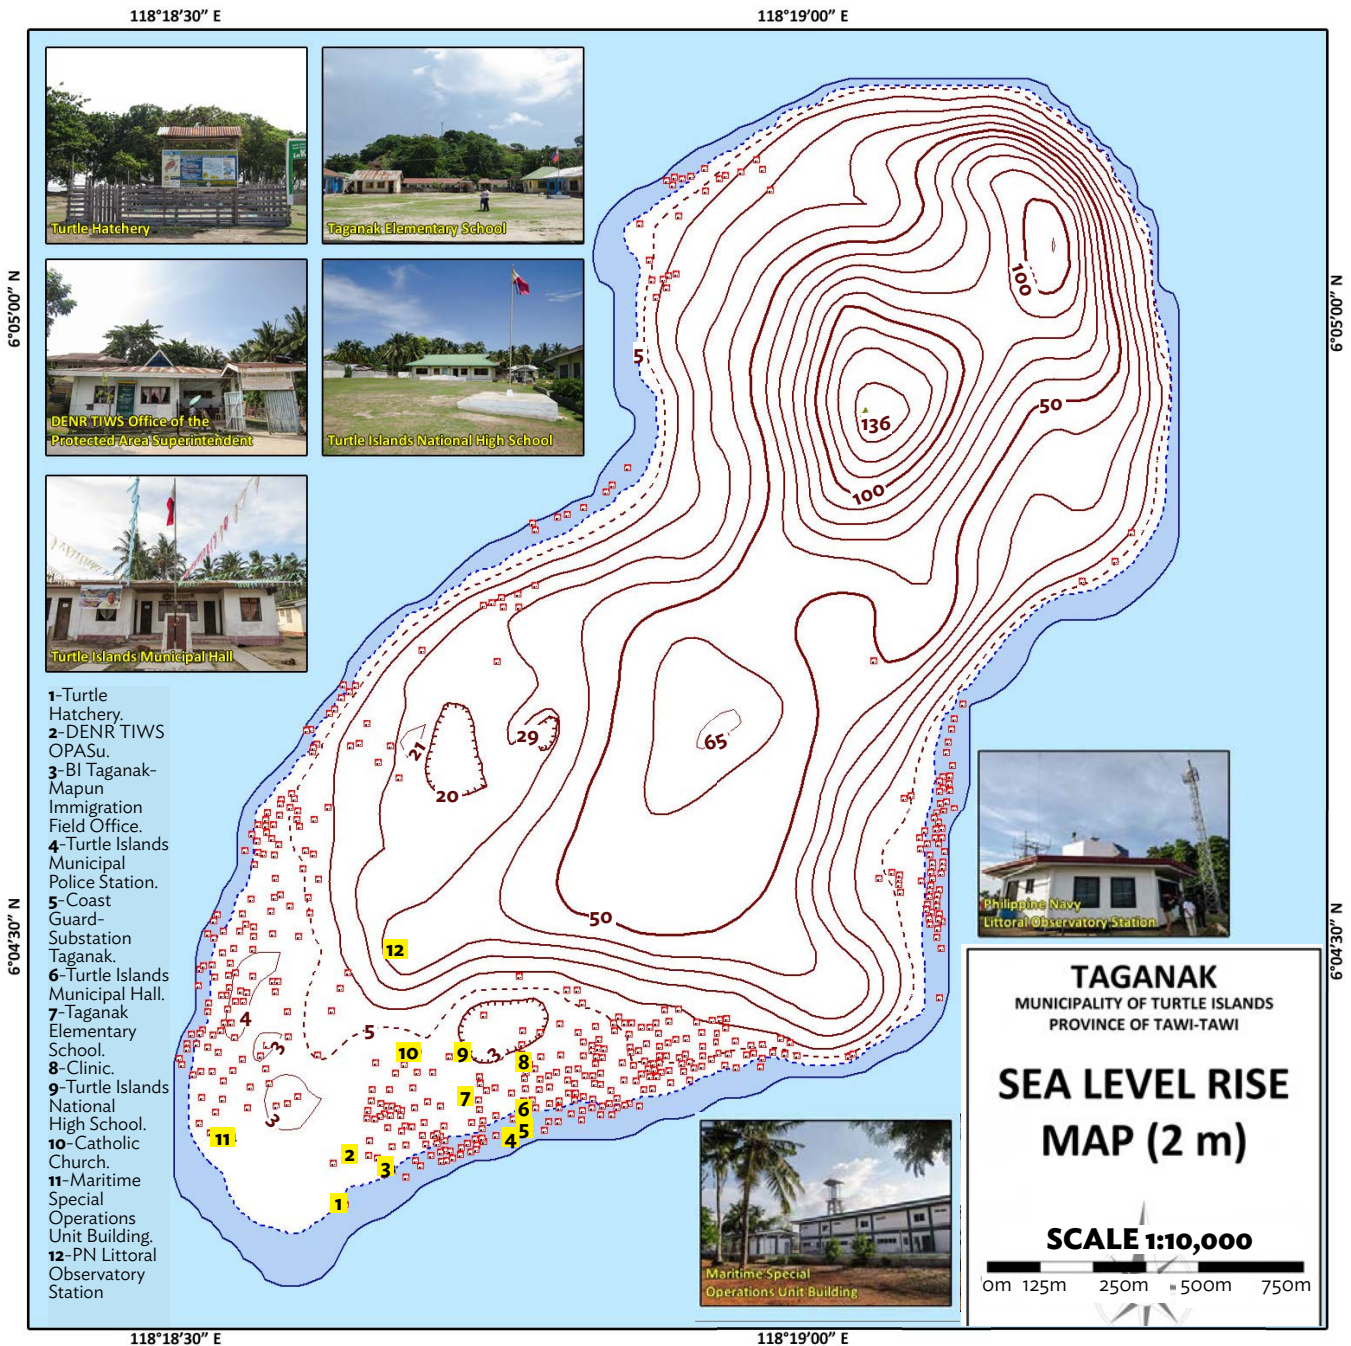 118°18'30" E
118°19'00" E
6°05'00" N
6°05'00" N
Turtle Hatchery
Taganak Elementary School
DENR TIWS Office of the
Protected Area Superintendent
Turtle Islands National High School
Turtle Islands Municipal Hall
100
5
50
136
100
21
29
20
65
50
12
4
3
5
3
3
10
9
8
7
6
5
4
11
2
3
1
1-Turtle
Hatchery.
2-DENR TIWS
OPASu.
3-BI Taganak-
Mapun
Immigration
Field Office.
4-Turtle Islands
Municipal
Police Station.
5-Coast
Guard-
Substation
Taganak.
6-Turtle Islands
Municipal Hall.
7-Taganak
Elementary
School.
8-Clinic.
9-Turtle Islands
National
High School.
10-Catholic
Church.
11-Maritime
Special
Operations
Unit Building.
12-PN Littoral
Observatory
Station
6°04'30" N
6°04'30" N
Philippine Navy
Littoral Observatory Station
Maritime Special
Operations Unit Building
TAGANAK
MUNICIPALITY OF TURTLE ISLANDS
PROVINCE OF TAWI-TAWI
SEA LEVEL RISE
MAP (2 m)
SCALE 1:10,000
0m 125m 250m 500m 750m
118°18'30" E
118°19'00" E